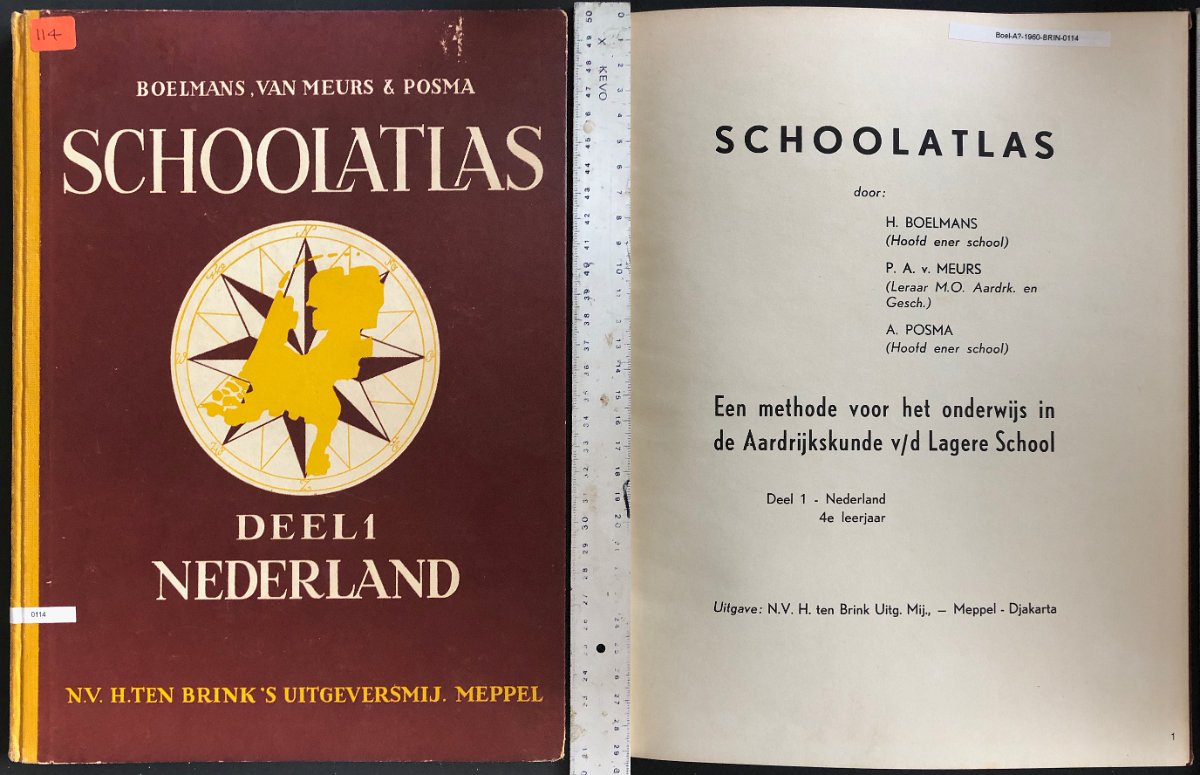 114
BOELMANS, VAN MEURS & POSMA
SCHOOLATLAS
N
Z
DEEL 1
NEDERLAND
0114
N.V. H. TEN BRINK'S UITGEVERSMIJ. MEPPEL
KEVO
Boel-A?-1960-BRIN-0114
SCHOOLATLAS
door:
H. BOELMANS
(Hoofd ener school)
P. A. v. MEURS
(Leraar M.O. Aardrk. en
Gesch.)
A. POSMA
(Hoofd ener school)
Een methode voor het onderwijs in
de Aardrijkskunde v/d Lagere School
Deel 1 - Nederland
4e leerjaar
Uitgave: N.V. H. ten Brink Uitg. Mij., — Meppel - Djakarta
1